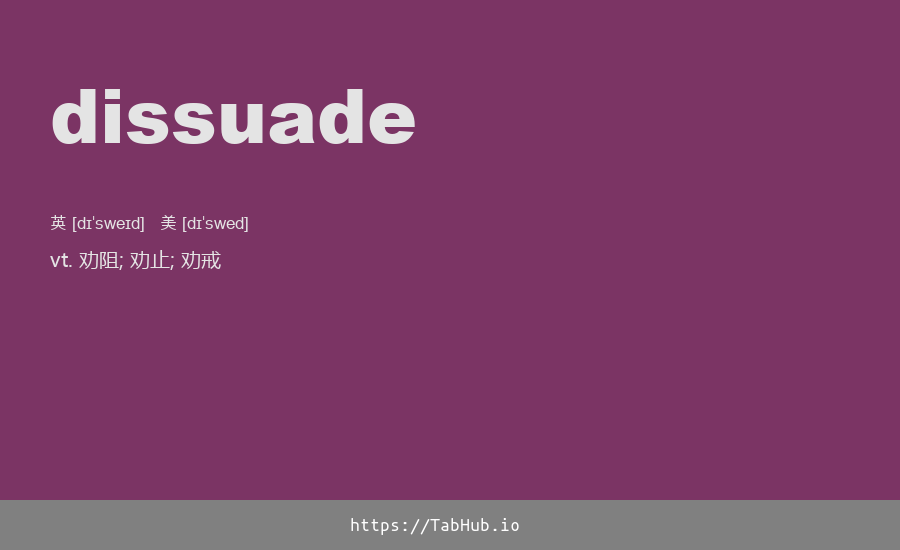 dissuade
英 [dɪˈsweɪd] 美 [dɪˈswed]
vt. 劝阻; 劝止; 劝戒
https://TabHub.io